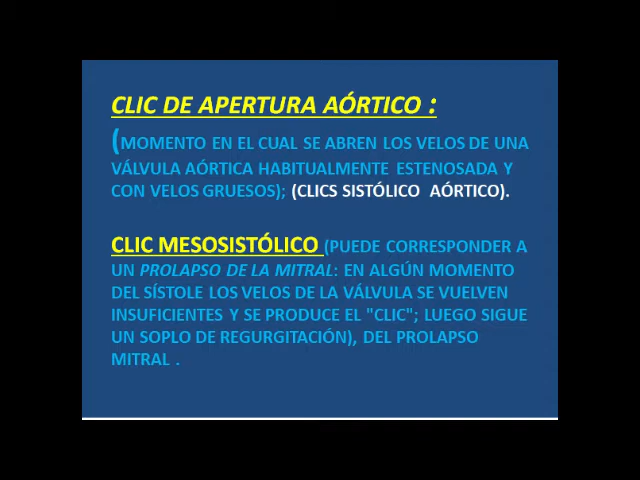 CLIC DE APERTURA AÓRTICO :
(MOMENTO EN EL CUAL SE ABREN LOS VELOS DE UNA
VÁLVULA AÓRTICA HABITUALMENTE ESTENOSADA Y
CON VELOS GRUESOS); (CLICS SISTÓLICO AÓRTICO).
CLIC MESOSISTÓLICO (PUEDE CORRESPONDER A
UN PROLAPSO DE LA MITRAL: EN ALGÚN MOMENTO
DEL SÍSTOLE LOS VELOS DE LA VÁLVULA SE VUELVEN
INSUFICIENTES Y SE PRODUCE EL "CLIC"; LUEGO SIGUE
UN SOPLO DE REGURGITACIÓN), DEL PROLAPSO
MITRAL .